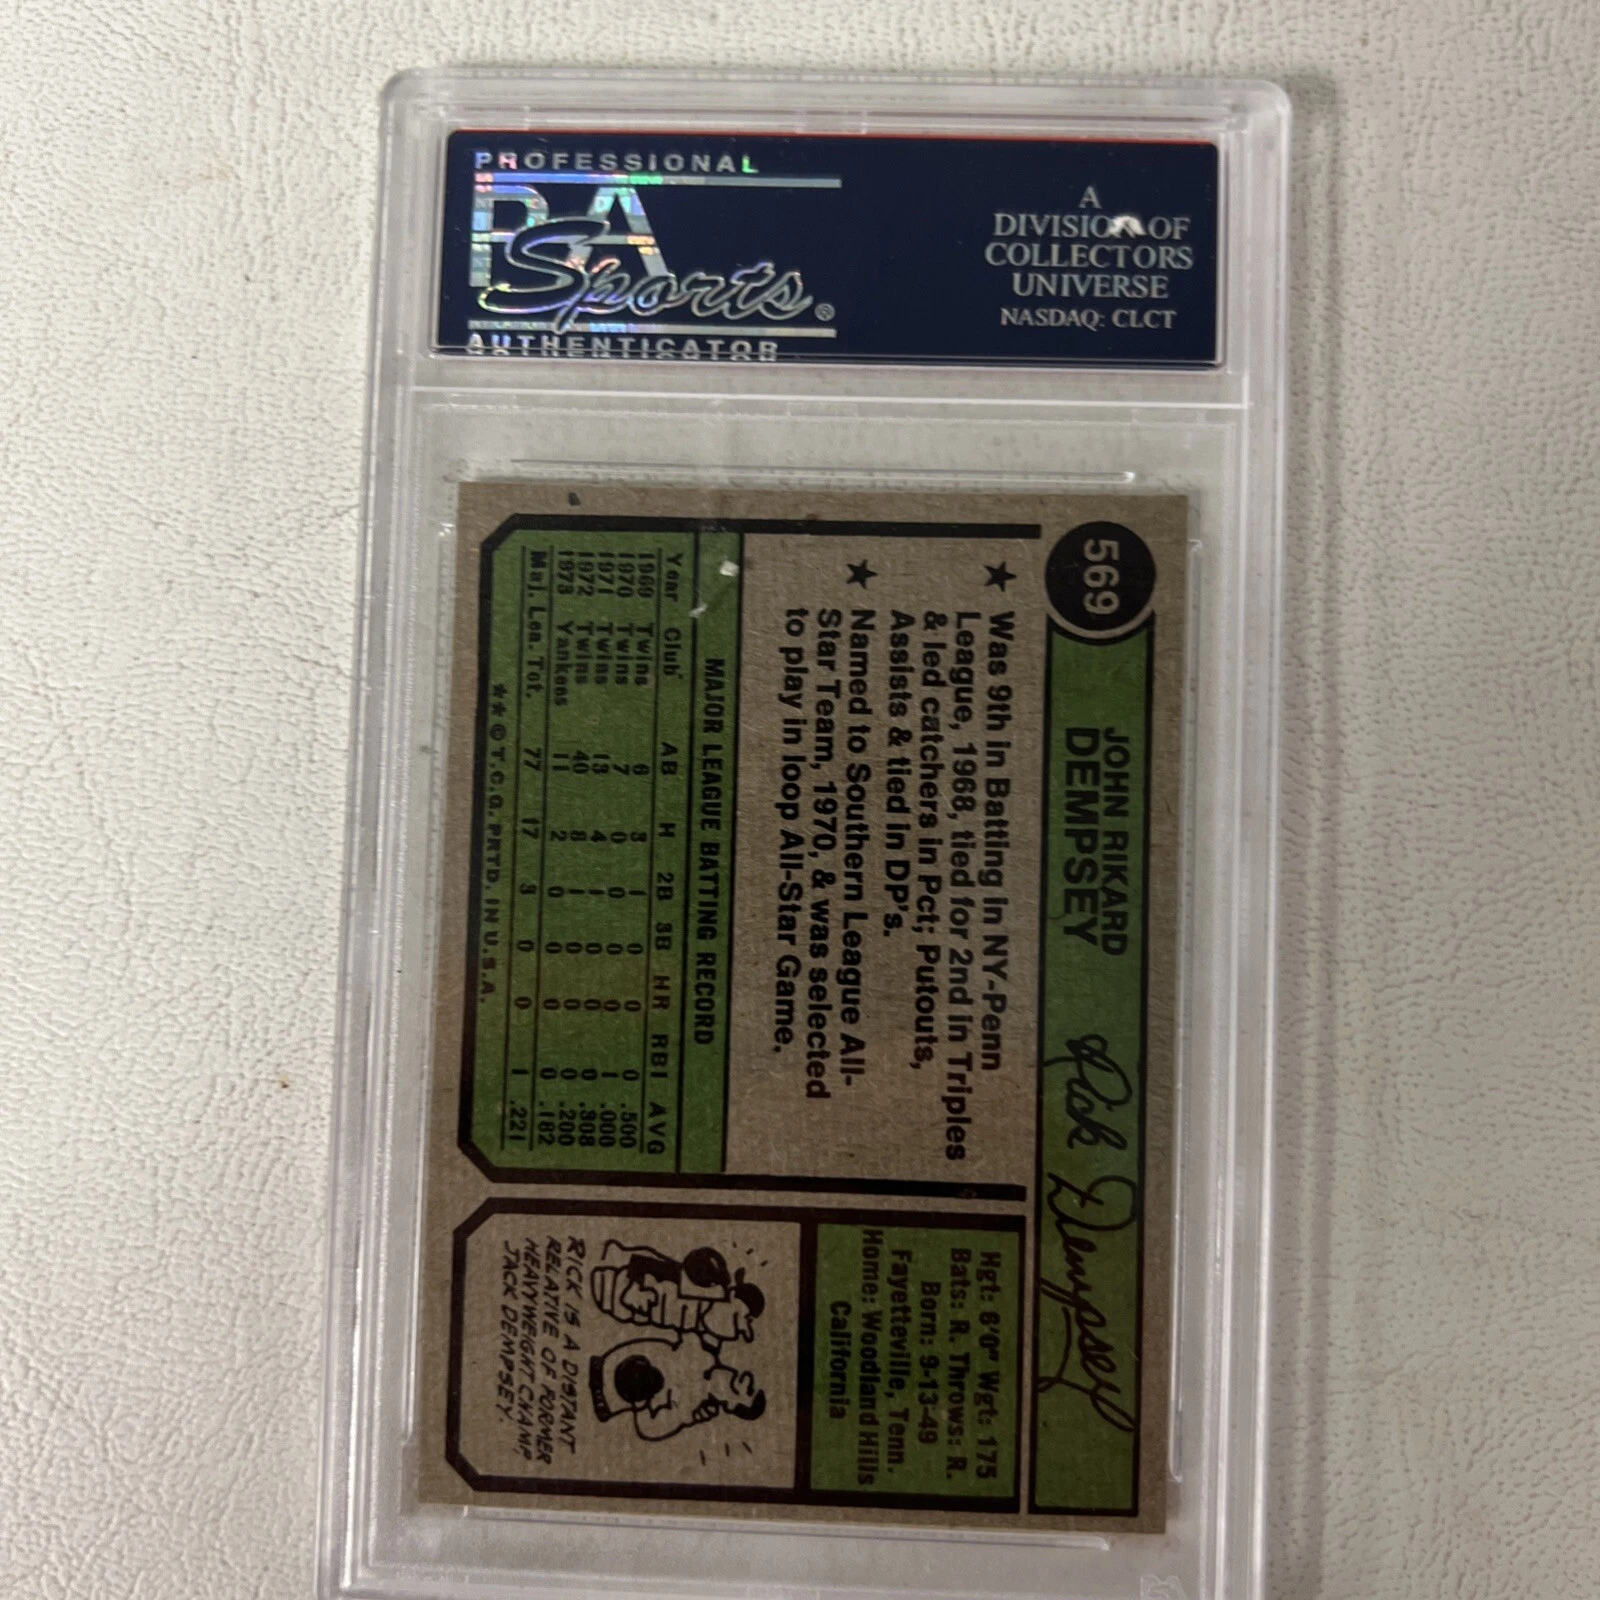 PROFESSIONAL
PSA
Sports®
AUTHENTICATOR
A
DIVISION OF
COLLECTORS
UNIVERSE
NASDAQ: CLCT
569
JOHN RIKARD
DEMPSEY
Rick Dempsey
★ Was 9th in Batting in NY-Penn
League, 1968, tied for 2nd in Triples
& led catchers in Pct; Putouts,
Assists & tied in DP's.
★ Named to Southern League All-
Star Team, 1970, & was selected
to play in loop All-Star Game.
MAJOR LEAGUE BATTING RECORD
Year Club AB H 2B 3B HR RBI AVG
1969 Twins 6 3 1 0 0 0 .500
1970 Twins 7 0 0 0 0 1 .000
1971 Twins 13 4 1 0 0 0 .308
1972 Twins 40 8 1 0 0 0 .200
1973 Yankees 11 2 0 0 0 0 .182
Maj. Lea. Tot. 77 17 3 0 0 1 .221
**© T.C.G. PRTD. IN U.S.A.
Hgt: 6'0" Wgt: 175
Bats: R. Throws: R.
Born: 9-13-49
Fayetteville, Tenn.
Home: Woodland Hills
California
RICK IS A DISTANT
RELATIVE OF FORMER
HEAVYWEIGHT CHAMP,
JACK DEMPSEY.